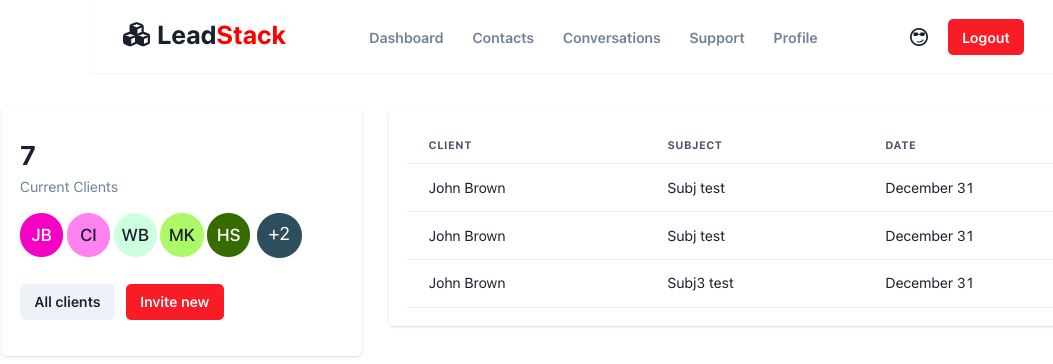 LeadStack
Dashboard Contacts Conversations Support Profile
Logout
7
Current Clients
JB CI WB MK HS +2
All clients Invite new
CLIENT SUBJECT DATE
John Brown Subj test December 31
John Brown Subj test December 31
John Brown Subj3 test December 31